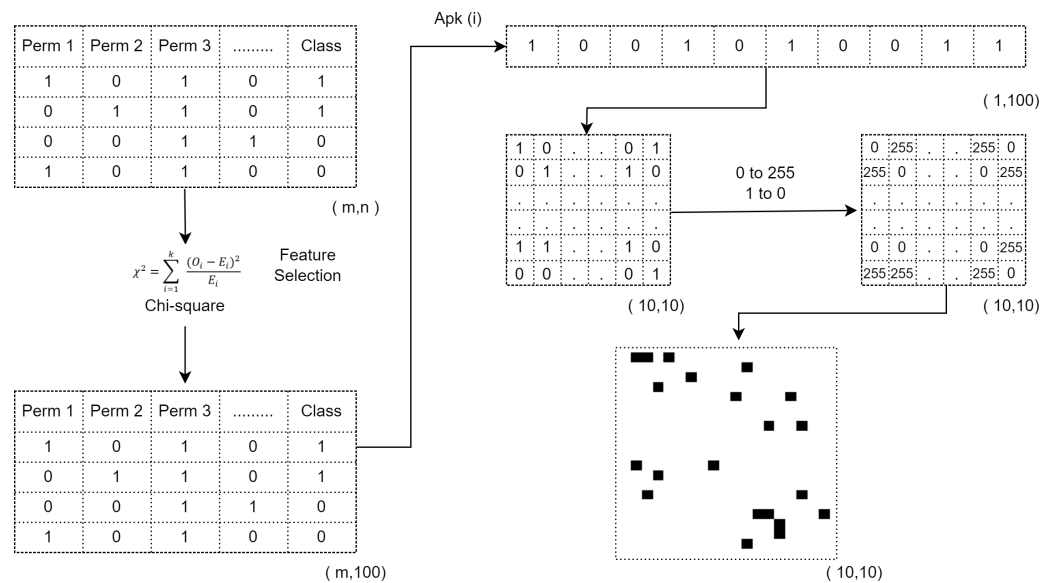 Perm 1 Perm 2 Perm 3 ......... Class
1 0 1 0 1
0 1 1 0 1
0 0 1 1 0
1 0 1 0 0
( m,n )
χ² = ∑ᵢ₌₁ᵏ (Oᵢ − Eᵢ)² / Eᵢ
Feature
Selection
Chi-square
Perm 1 Perm 2 Perm 3 ......... Class
1 0 1 0 1
0 1 1 0 1
0 0 1 1 0
1 0 1 0 0
( m,100)
Apk (i)
1 0 0 1 0 1 0 0 1 1
( 1,100)
1 0 . . 0 1
0 1 . . 1 0
. . . . . .
. . . . . .
1 1 . . 1 0
0 0 . . 0 1
( 10,10)
0 to 255
1 to 0
0 255 . . 255 0
255 0 . . 0 255
. . . . . .
. . . . . .
0 0 . . 0 255
255 255 . . 255 0
( 10,10)
( 10,10)